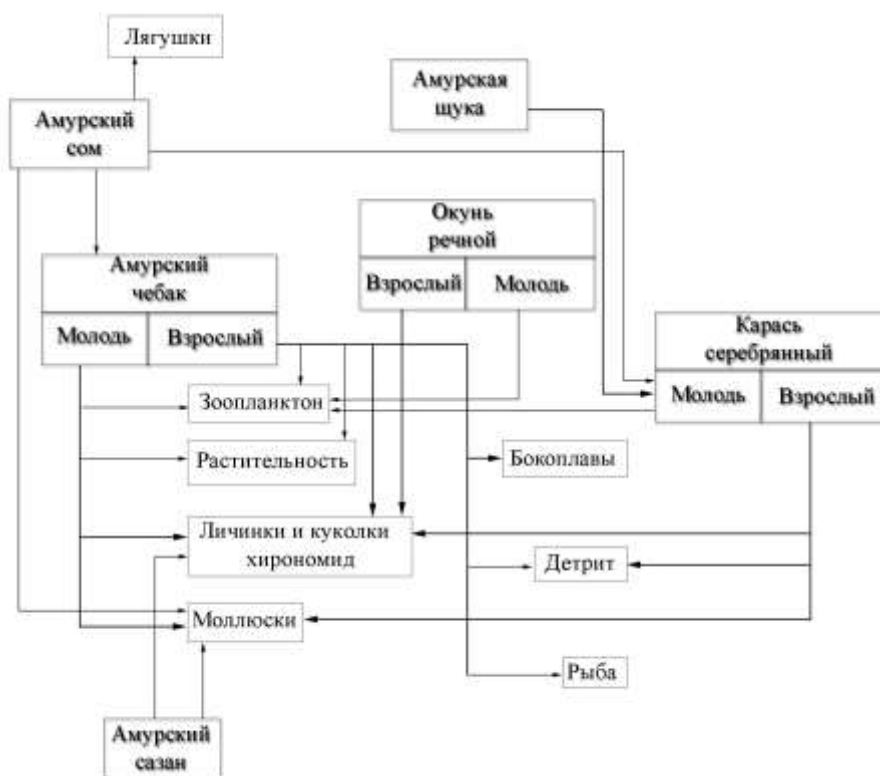 Лягушки
Амурская
щука
Амурский
сом
Окунь
речной
Взрослый
Молодь
Амурский
чебак
Молодь
Взрослый
Карась
серебрянный
Молодь
Взрослый
Зоопланктон
Растительность
Бокоплавы
Личинки и куколки
хирономид
Детрит
Моллюски
Рыба
Амурский
сазан